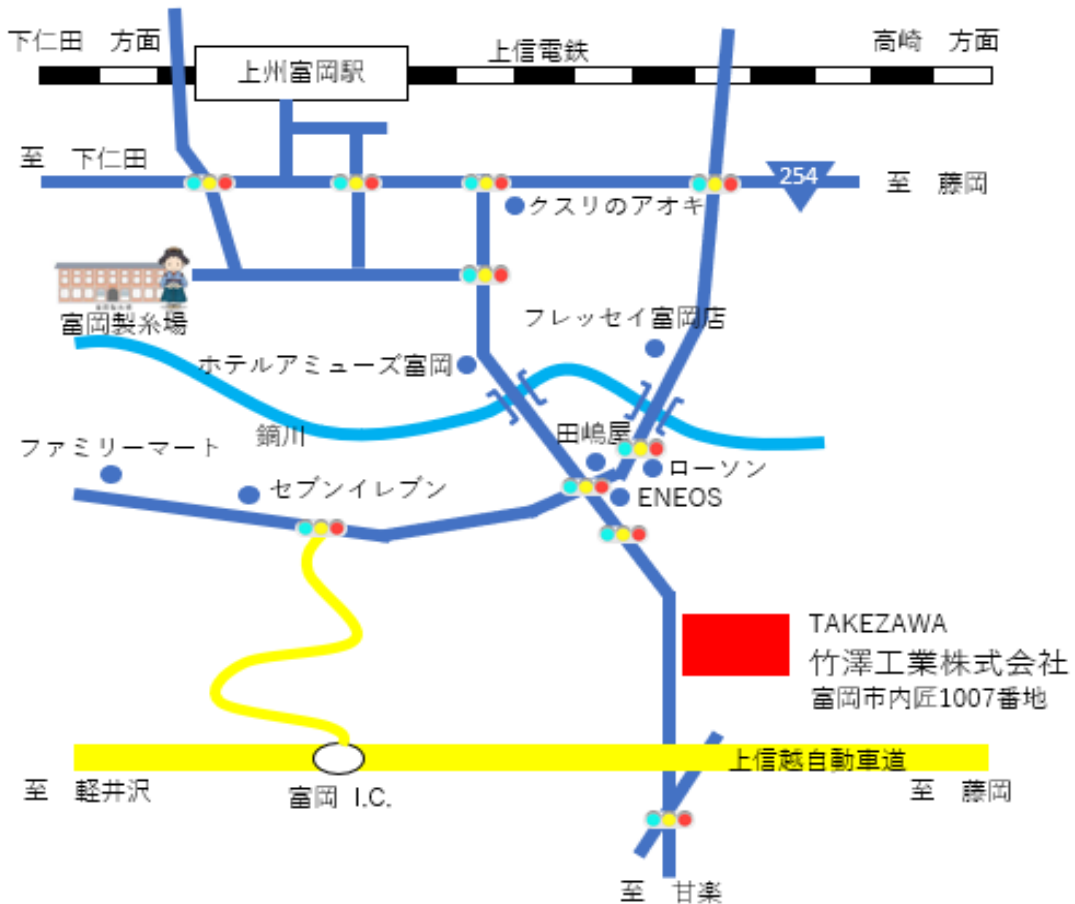 下仁田　方面
上州富岡駅
上信電鉄
高崎　方面
至　下仁田
254
至　藤岡
クスリのアオキ
富岡製糸場
フレッセイ富岡店
ホテルアミューズ富岡
鏑川
田嶋屋
ファミリーマート
セブンイレブン
ローソン
ENEOS
TAKEZAWA
竹澤工業株式会社
富岡市内匠1007番地
上信越自動車道
至　軽井沢
富岡 I.C.
至　藤岡
至　甘楽